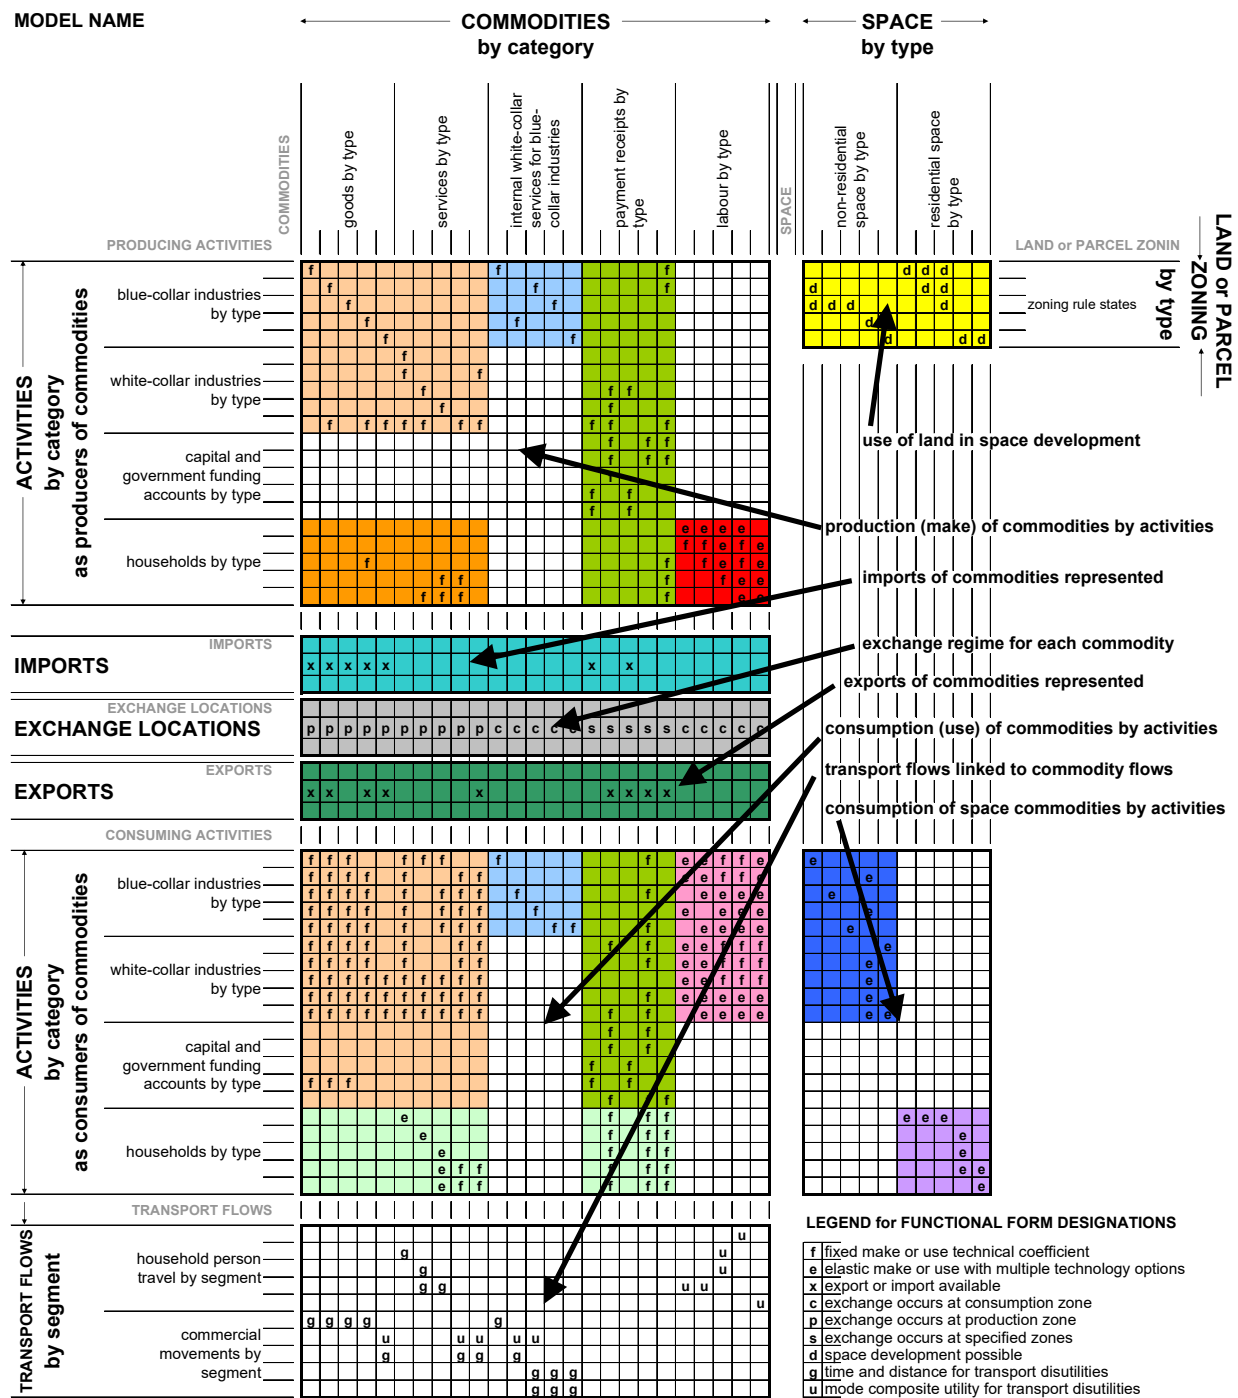 MODEL NAME
COMMODITIES
by category
SPACE
by type
COMMODITIES
goods by type
services by type
internal white-collar
services for blue-
collar industries
payment receipts by
type
labour by type
SPACE
non-residential
space by type
residential space
by type
PRODUCING ACTIVITIES
LAND or PARCEL ZONIN
LAND or PARCEL
ZONING
by type
zoning rule states
ACTIVITIES
by category
as producers of commodities
blue-collar industries
by type
white-collar industries
by type
capital and
government funding
accounts by type
households by type
f f f d d d
f f f d d d
f f d d d d
f f d
f f d d d
f
f f
f f f
f f
f f f f f f f f f f
f f f
f f f
f
f f
f f
e e e e
f f e f e
f f f e f e
f f f f e e
f f f f e e
use of land in space development
production (make) of commodities by activities
imports of commodities represented
exchange regime for each commodity
exports of commodities represented
consumption (use) of commodities by activities
transport flows linked to commodity flows
consumption of space commodities by activities
IMPORTS
IMPORTS
x x x x x x x
EXCHANGE LOCATIONS
EXCHANGE LOCATIONS
p p p p p p p p p p c c c c c s s s s s c c c c c
EXPORTS
EXPORTS
x x x x x x x x x
CONSUMING ACTIVITIES
ACTIVITIES
by category
as consumers of commodities
blue-collar industries
by type
white-collar industries
by type
capital and
government funding
accounts by type
households by type
f f f f f f f f e e f f e e
f f f f f f f e e f f e e
f f f f f f f f f f e e e e e
f f f f f f f f f e e e e e
f f f f f f f f f f f e e e e e
f f f f f f f f f e e f f f e
f f f f f f f f e e f f f e
f f f f f f f f f f e e f f f e
f f f f f f f f f f f e e e e e e
f f f f f f f f f f f f e e e e e e
f f
f f
f f
f f f f f
f f
e f f f e e e
e f f f e
e f f f e
e f f f f f e e
e f f f f f e
TRANSPORT FLOWS
TRANSPORT FLOWS
by segment
household person
travel by segment
commercial
movements by
segment
u
g u
g u
g g u u
u
g g g g g
u u u u u
g g g g
g g g
g g g
LEGEND for FUNCTIONAL FORM DESIGNATIONS
f fixed make or use technical coefficient
e elastic make or use with multiple technology options
x export or import available
c exchange occurs at consumption zone
p exchange occurs at production zone
s exchange occurs at specified zones
d space development possible
g time and distance for transport disutilities
u mode composite utility for transport disutilities